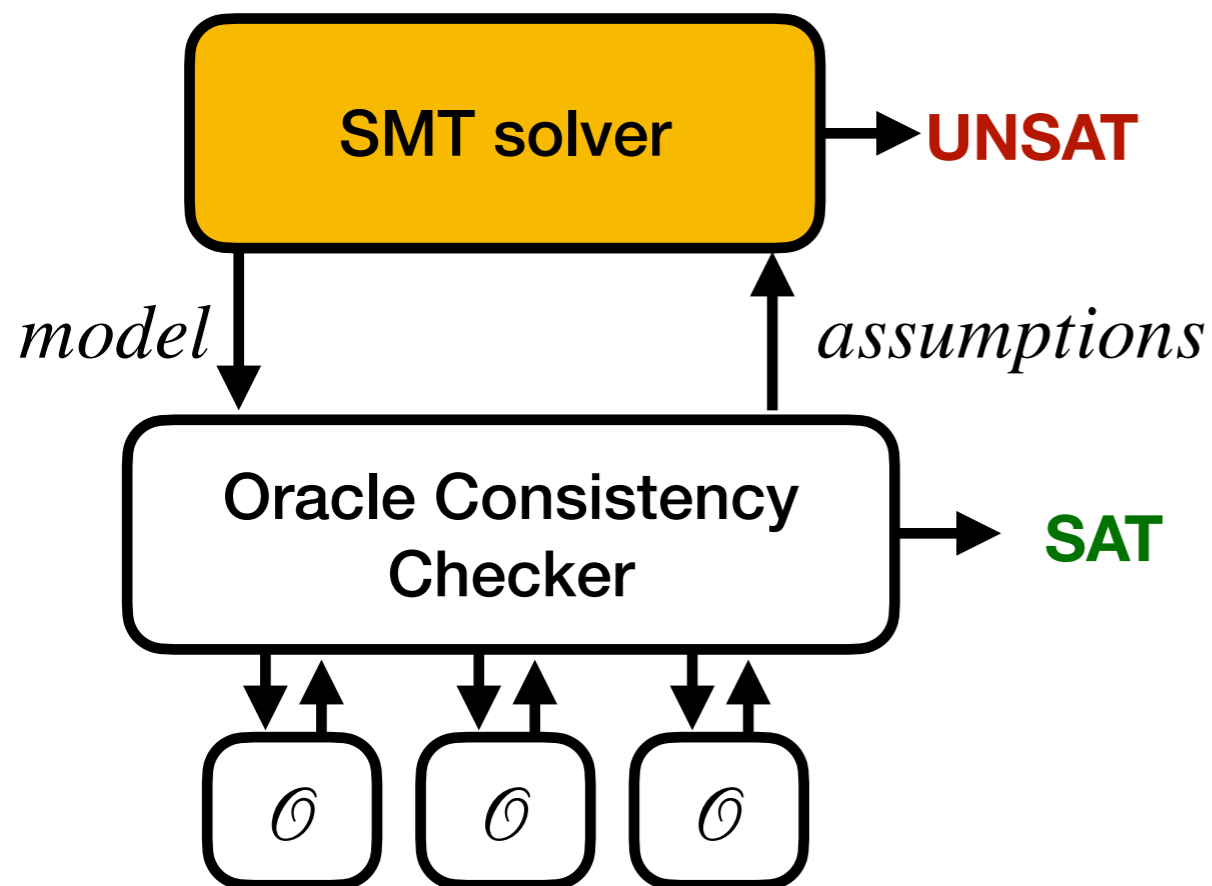 SMT solver
UNSAT
model
assumptions
Oracle Consistency
Checker
SAT
𝒪
𝒪
𝒪